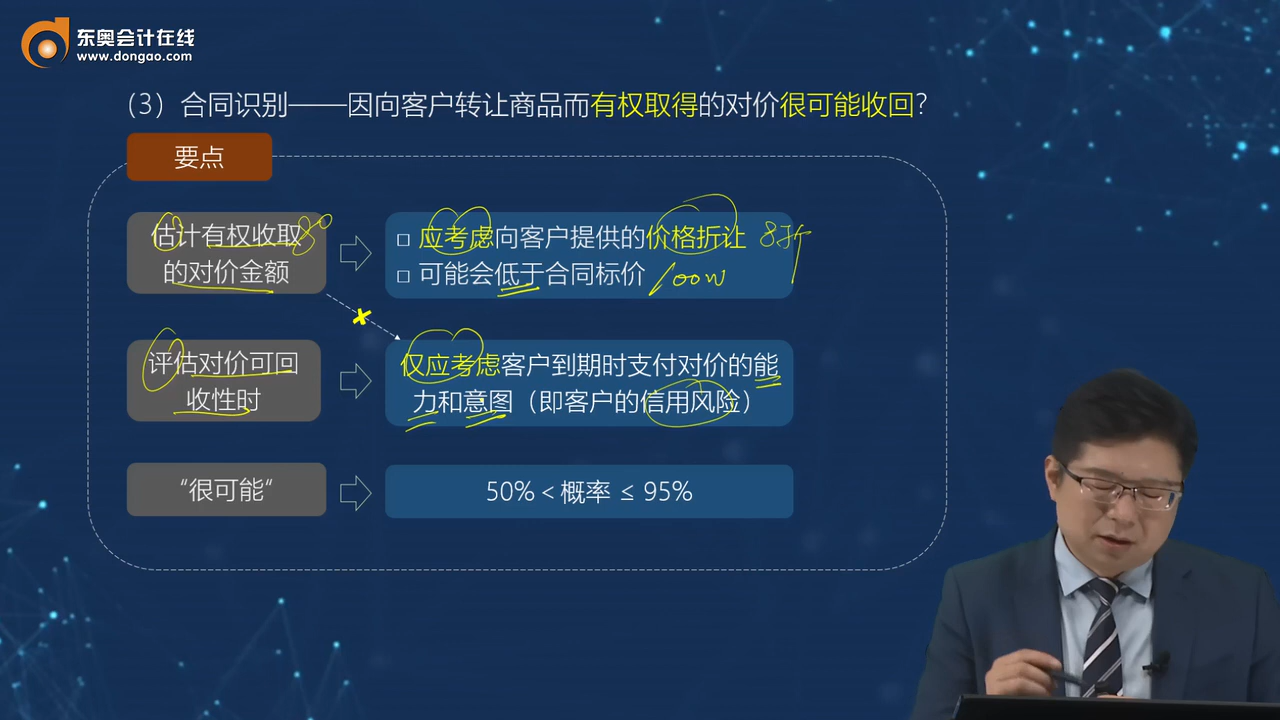 东奥会计在线
www.dongao.com
（3）合同识别——因向客户转让商品而有权取得的对价很可能收回？
要点
估计有权收取
的对价金额
80
□ 应考虑向客户提供的价格折让
8折
□ 可能会低于合同标价
100w
评估对价可回
收性时
仅应考虑客户到期时支付对价的能
力和意图（即客户的信用风险）
“很可能“
50%＜概率 ≤ 95%